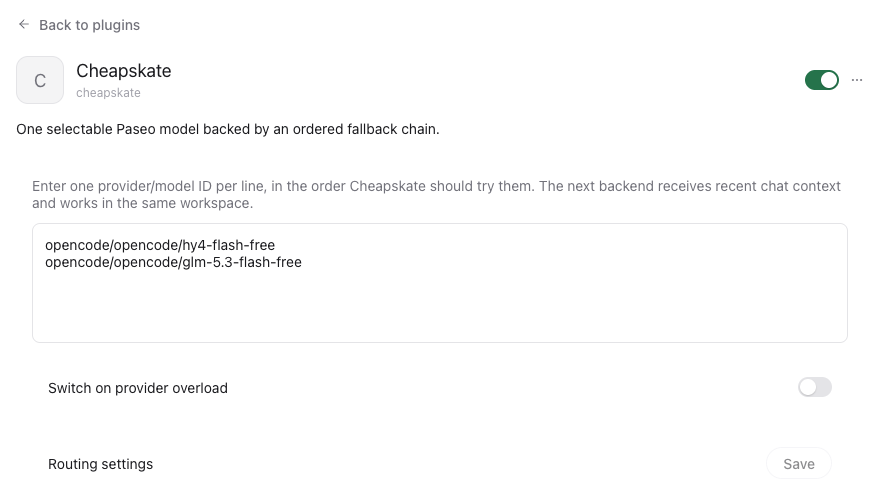 Back to plugins
C
Cheapskate
cheapskate
One selectable Paseo model backed by an ordered fallback chain.
Enter one provider/model ID per line, in the order Cheapskate should try them. The next backend receives recent chat context
and works in the same workspace.
opencode/opencode/hy4-flash-free
opencode/opencode/glm-5.3-flash-free
Switch on provider overload
Routing settings
Save